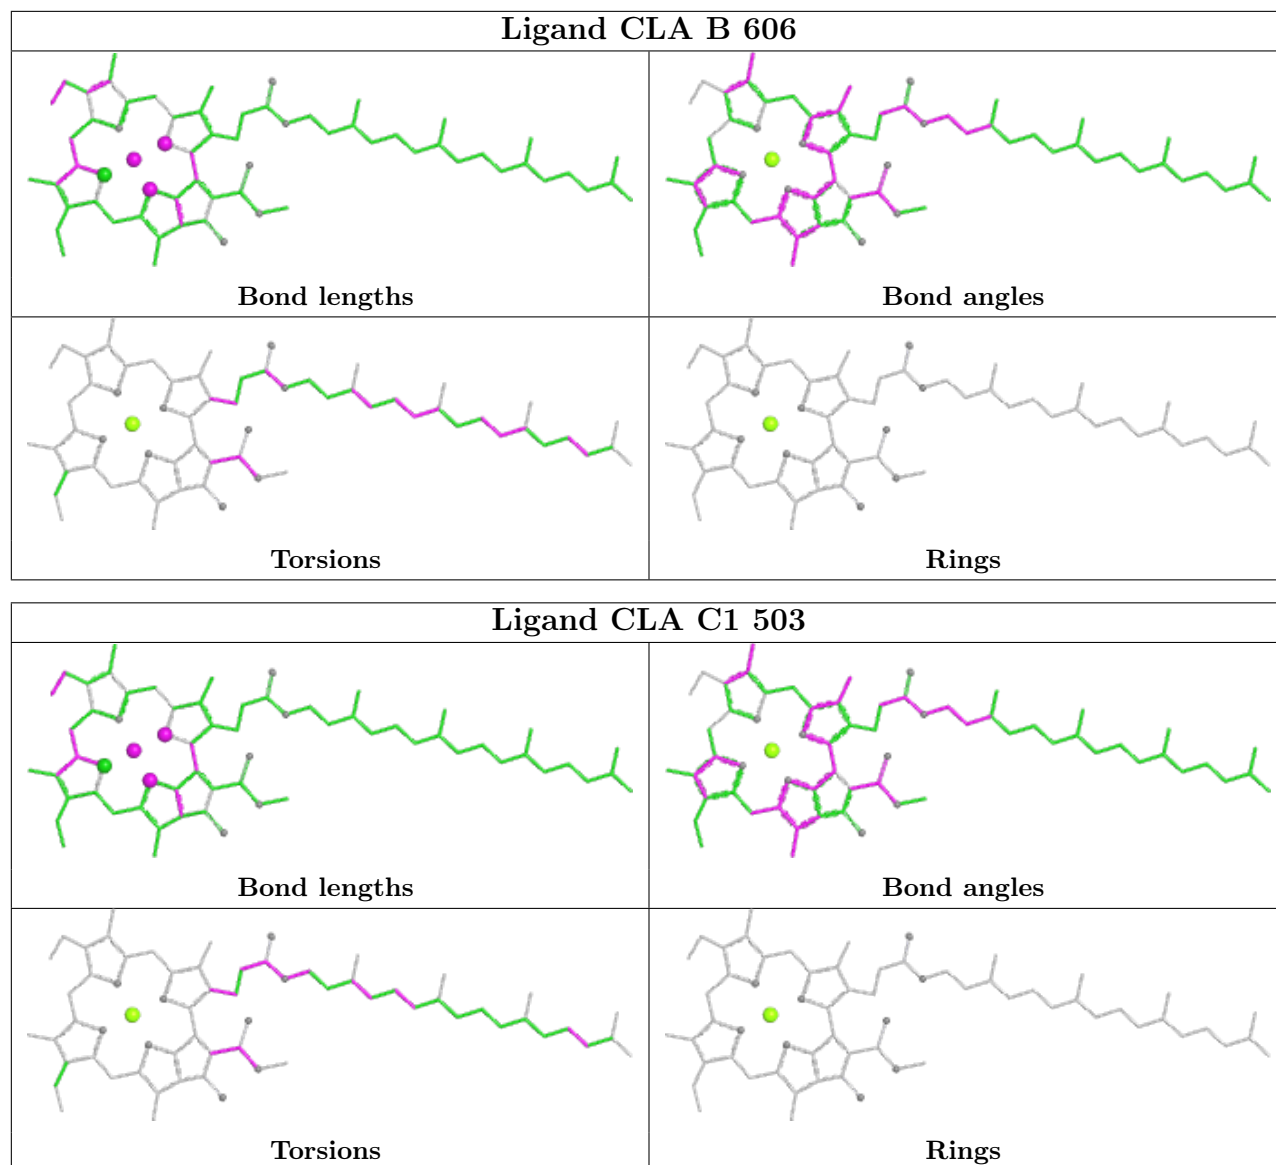 Ligand CLA B 606
Bond lengths
Bond angles
Torsions
Rings
Ligand CLA C1 503
Bond lengths
Bond angles
Torsions
Rings